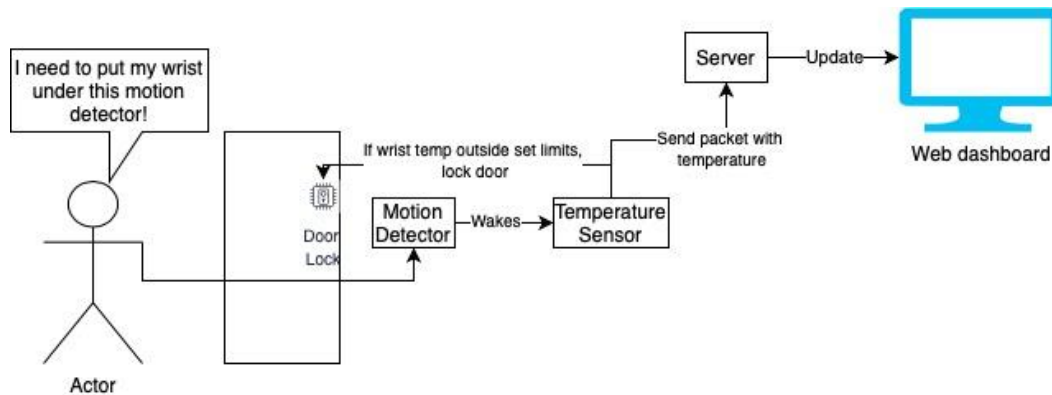 I need to put my wrist
under this motion
detector!
Actor
Door
Lock
If wrist temp outside set limits,
lock door
Motion
Detector
Wakes
Temperature
Sensor
Send packet with
temperature
Server
Update
Web dashboard